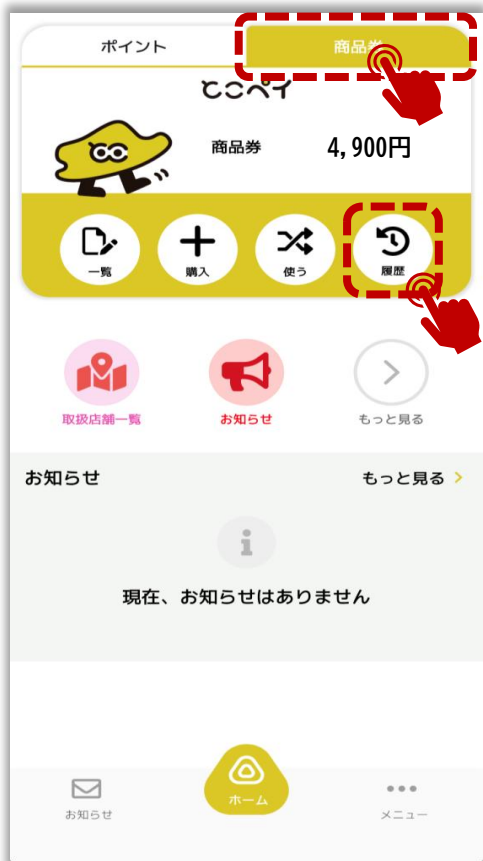 ポイント
商品券
とこペイ
商品券
4,900円
一覧
購入
使う
履歴
取扱店舗一覧
お知らせ
もっと見る
お知らせ
もっと見る
現在、お知らせはありません
お知らせ
ホーム
メニュー